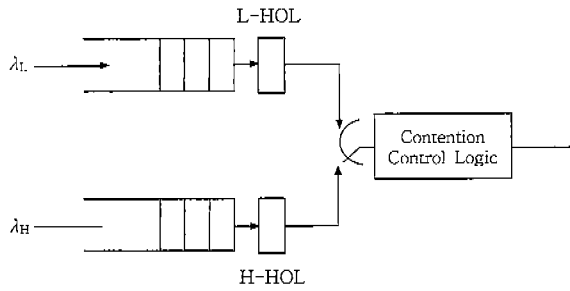 L-HOL
λL
Contention
Control Logic
λH
H-HOL